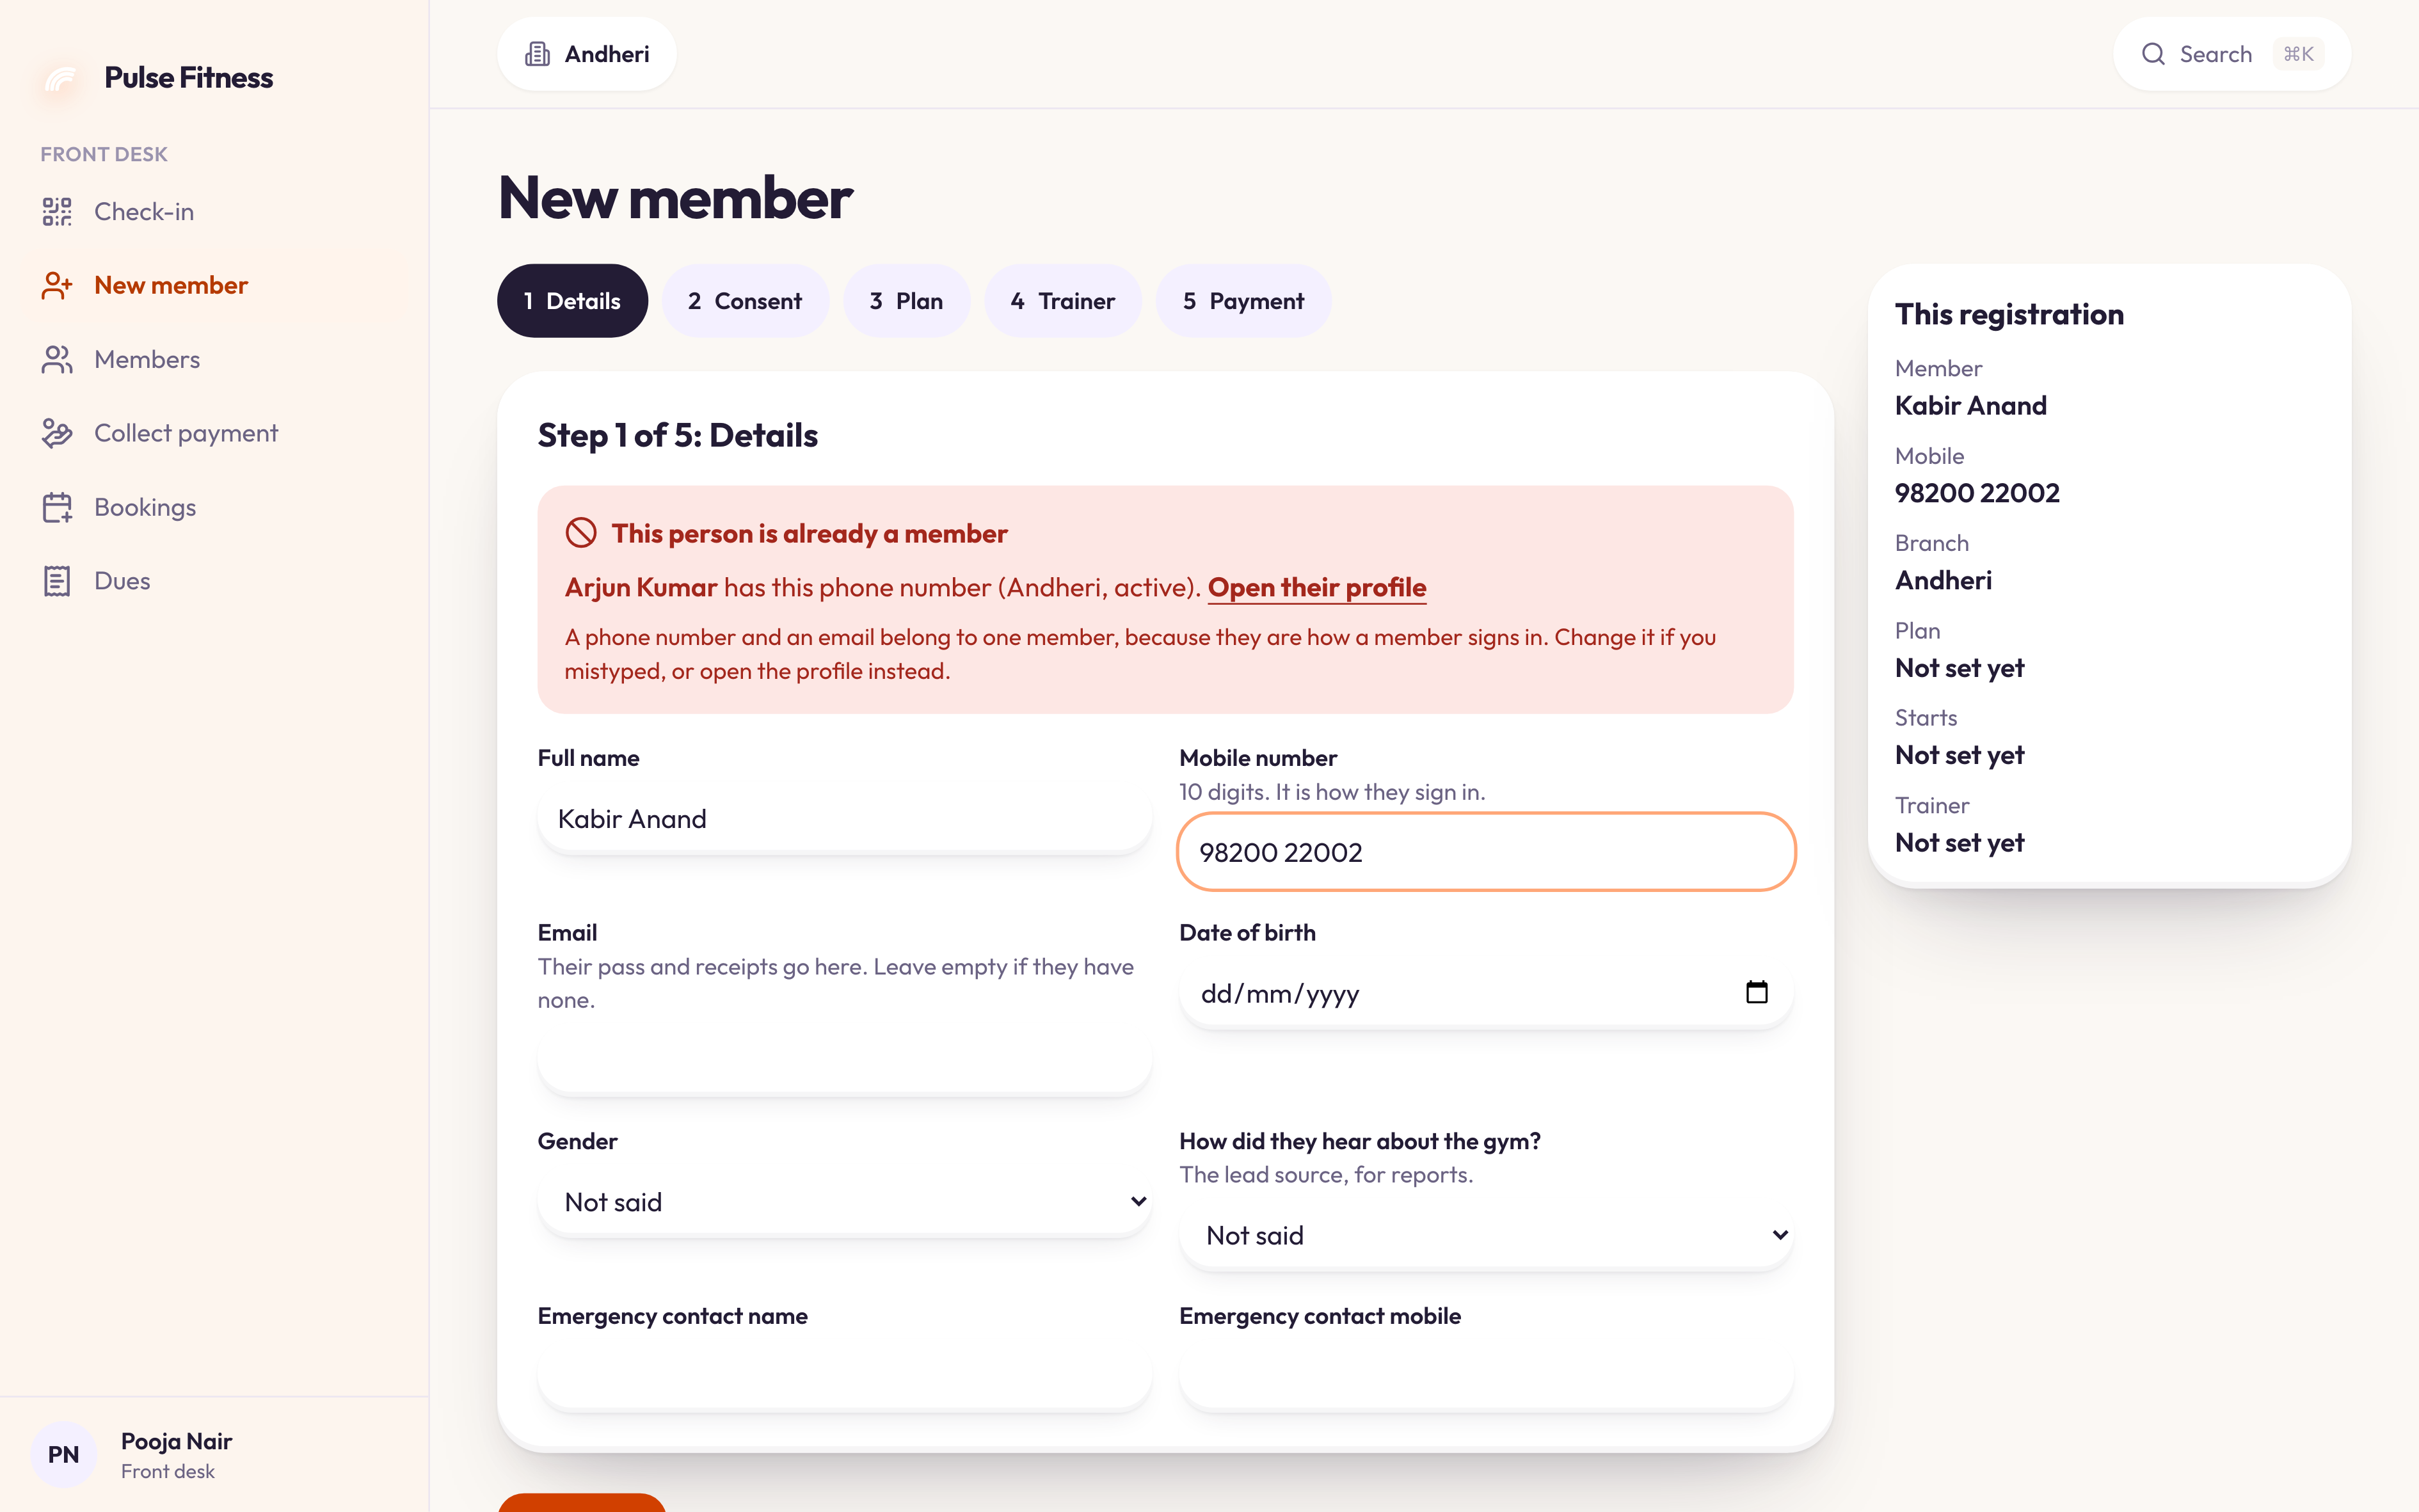 Pulse Fitness
FRONT DESK
Check-in
New member
Members
Collect payment
Bookings
Dues
PN
Pooja Nair
Front desk
Andheri
Search ⌘K
New member
1 Details
2 Consent
3 Plan
4 Trainer
5 Payment
Step 1 of 5: Details
This person is already a member
Arjun Kumar has this phone number (Andheri, active). Open their profile
A phone number and an email belong to one member, because they are how a member signs in. Change it if you
mistyped, or open the profile instead.
Full name
Kabir Anand
Mobile number
10 digits. It is how they sign in.
98200 22002
Email
Their pass and receipts go here. Leave empty if they have
none.
Date of birth
dd/mm/yyyy
Gender
Not said
How did they hear about the gym?
The lead source, for reports.
Not said
Emergency contact name
Emergency contact mobile
This registration
Member
Kabir Anand
Mobile
98200 22002
Branch
Andheri
Plan
Not set yet
Starts
Not set yet
Trainer
Not set yet